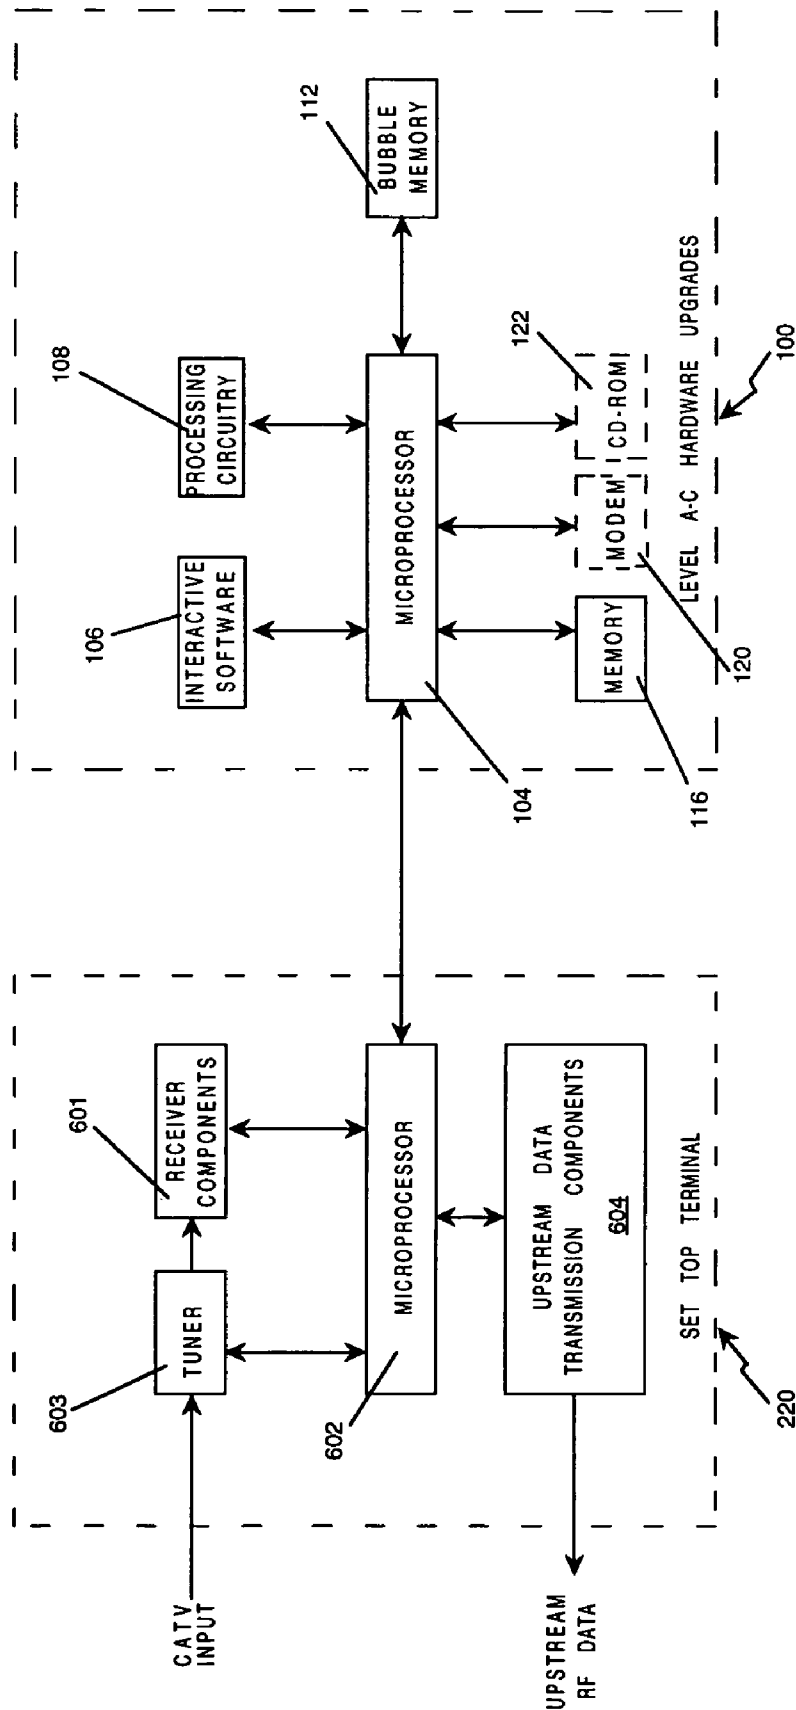 CATV
INPUT
603
TUNER
601
RECEIVER
COMPONENTS
602
MICROPROCESSOR
UPSTREAM DATA
TRANSMISSION COMPONENTS
604
UPSTREAM
RF DATA
SET TOP TERMINAL
220
106
INTERACTIVE
SOFTWARE
108
PROCESSING
CIRCUITRY
104
MICROPROCESSOR
112
BUBBLE
MEMORY
116
MEMORY
120
MODEM
122
CD-ROM
LEVEL A-C HARDWARE UPGRADES
100